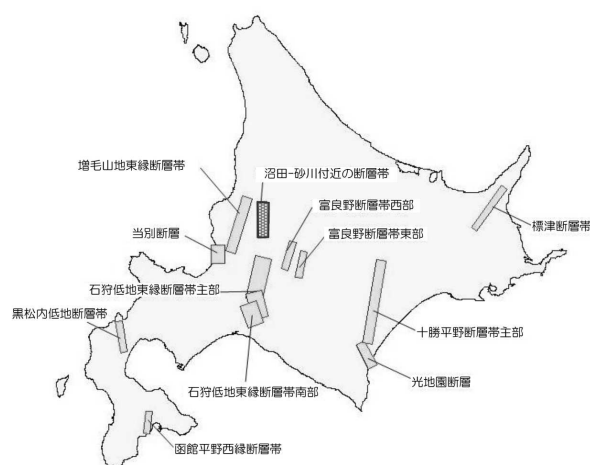 増毛山地東縁断層帯
沼田-砂川付近の断層帯
富良野断層帯西部
標津断層帯
当別断層
富良野断層帯東部
石狩低地東縁断層帯主部
黒松内低地断層帯
十勝平野断層帯主部
光地園断層
石狩低地東縁断層帯南部
函館平野西縁断層帯